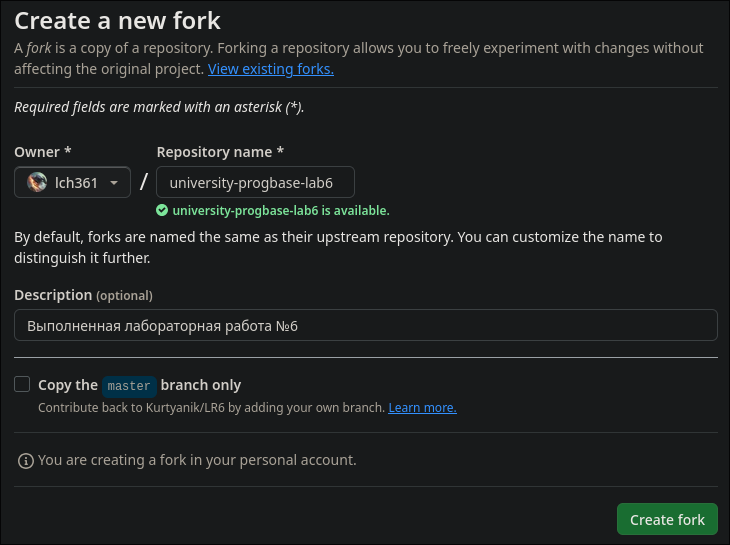 Create a new fork
A fork is a copy of a repository. Forking a repository allows you to freely experiment with changes without
affecting the original project. View existing forks.
Required fields are marked with an asterisk (*).
Owner *
Repository name *
lch361
/
university-progbase-lab6
university-progbase-lab6 is available.
By default, forks are named the same as their upstream repository. You can customize the name to
distinguish it further.
Description (optional)
Выполненная лабораторная работа №6
Copy the master branch only
Contribute back to Kurtyanik/LR6 by adding your own branch. Learn more.
You are creating a fork in your personal account.
Create fork